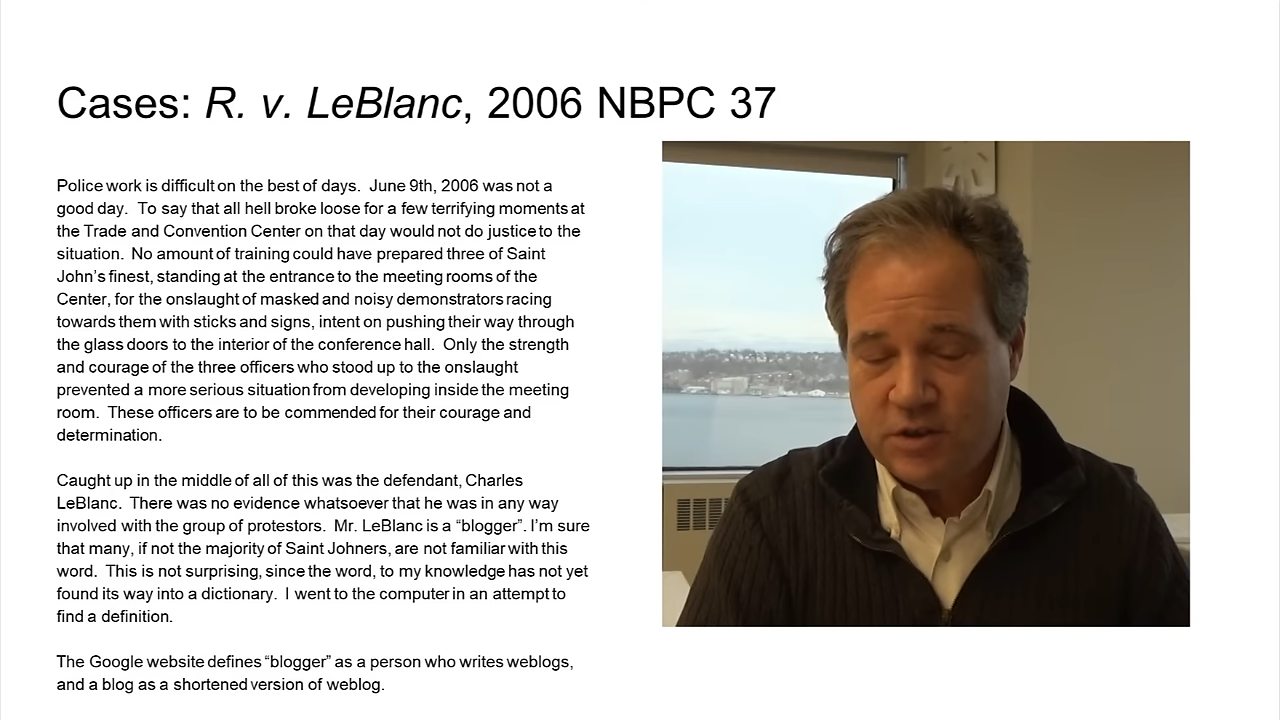 Cases: R. v. LeBlanc, 2006 NBPC 37
Police work is difficult on the best of days.  June 9th, 2006 was not a
good day.  To say that all hell broke loose for a few terrifying moments at
the Trade and Convention Center on that day would not do justice to the
situation.  No amount of training could have prepared three of Saint
John’s finest, standing at the entrance to the meeting rooms of the
Center, for the onslaught of masked and noisy demonstrators racing
towards them with sticks and signs, intent on pushing their way through
the glass doors to the interior of the conference hall.  Only the strength
and courage of the three officers who stood up to the onslaught
prevented a more serious situation from developing inside the meeting
room.  These officers are to be commended for their courage and
determination.
Caught up in the middle of all of this was the defendant, Charles
LeBlanc.  There was no evidence whatsoever that he was in any way
involved with the group of protestors.  Mr. LeBlanc is a “blogger”. I’m sure
that many, if not the majority of Saint Johners, are not familiar with this
word.  This is not surprising, since the word, to my knowledge has not yet
found its way into a dictionary.  I went to the computer in an attempt to
find a definition.
The Google website defines “blogger” as a person who writes weblogs,
and a blog as a shortened version of weblog.